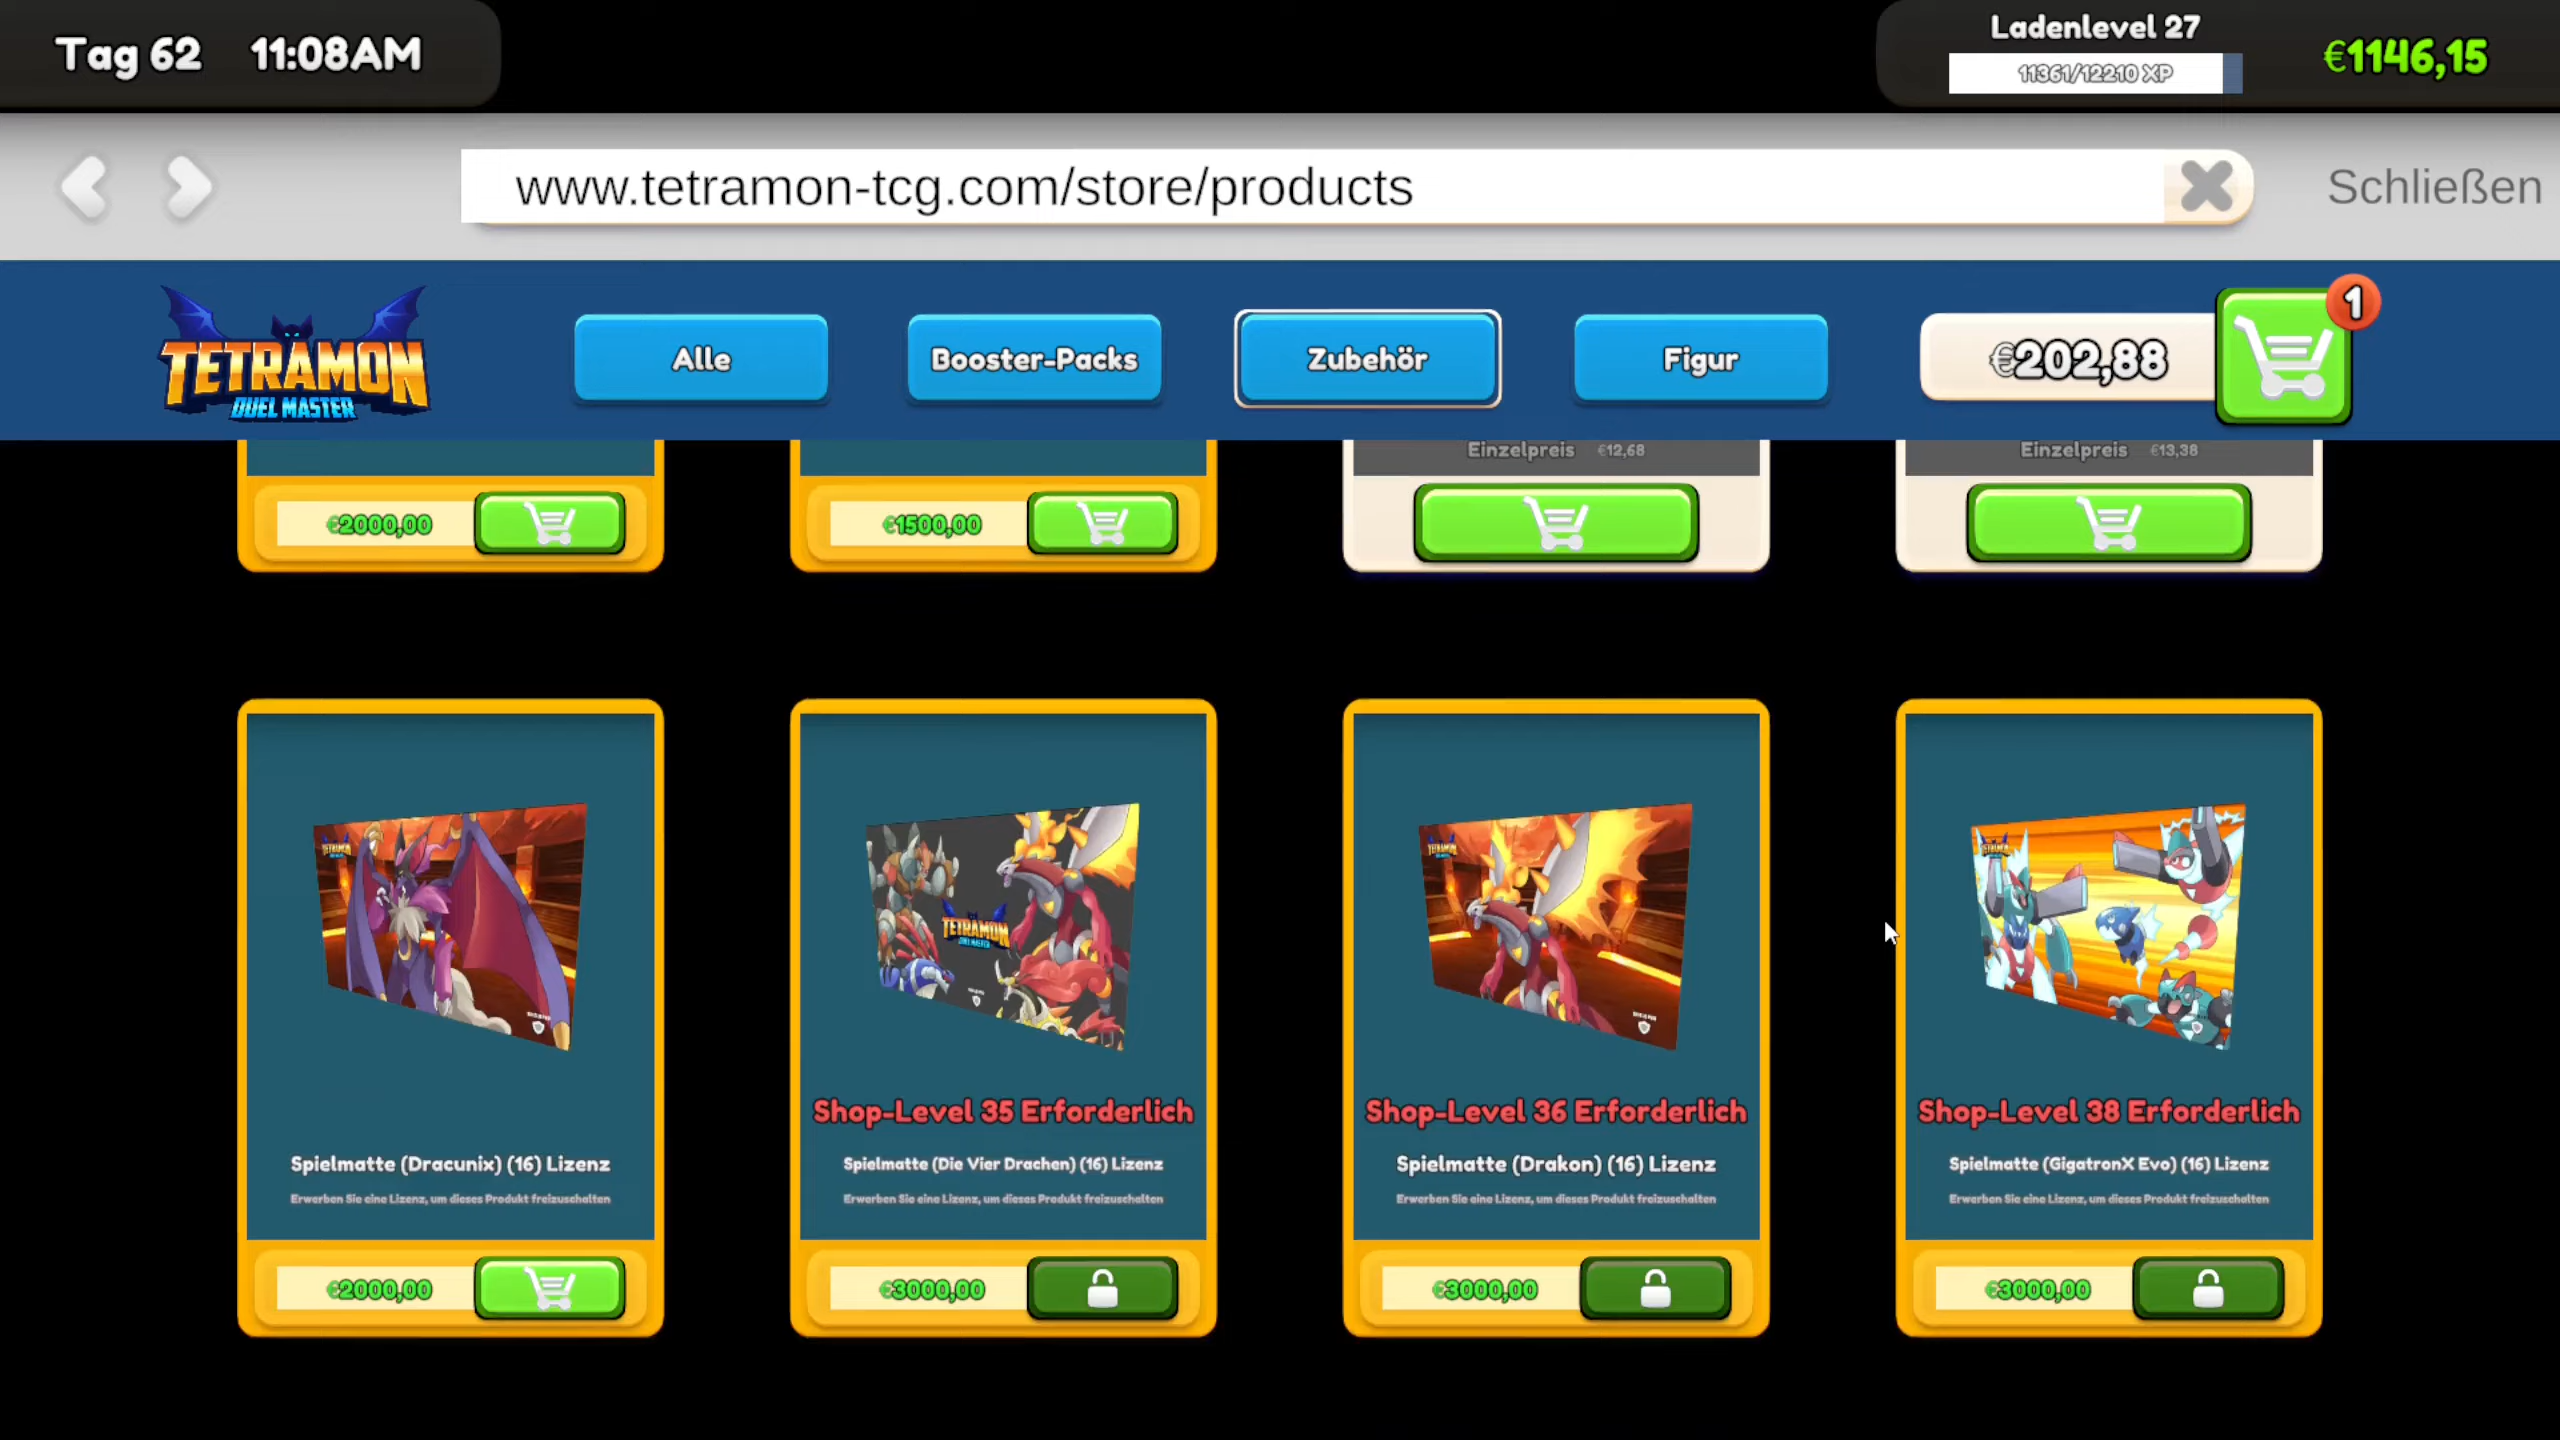 Tag 62 11:08AM
Ladenlevel 27
11361/12210 XP
€1146,15
www.tetramon-tcg.com/store/products
Schließen
TETRAMON
DUEL MASTER
Alle
Booster-Packs
Zubehör
Figur
€202,88
1
Einzelpreis €12,68
Einzelpreis €13,38
€2000,00
€1500,00
TETRAMON
Shop-Level 35 Erforderlich
Shop-Level 36 Erforderlich
Shop-Level 38 Erforderlich
Spielmatte (Dracunix) (16) Lizenz
Erwerben Sie eine Lizenz, um dieses Produkt freizuschalten
Spielmatte (Die Vier Drachen) (16) Lizenz
Erwerben Sie eine Lizenz, um dieses Produkt freizuschalten
Spielmatte (Drakon) (16) Lizenz
Erwerben Sie eine Lizenz, um dieses Produkt freizuschalten
Spielmatte (GigatronX Evo) (16) Lizenz
Erwerben Sie eine Lizenz, um dieses Produkt freizuschalten
€2000,00
€3000,00
€3000,00
€3000,00